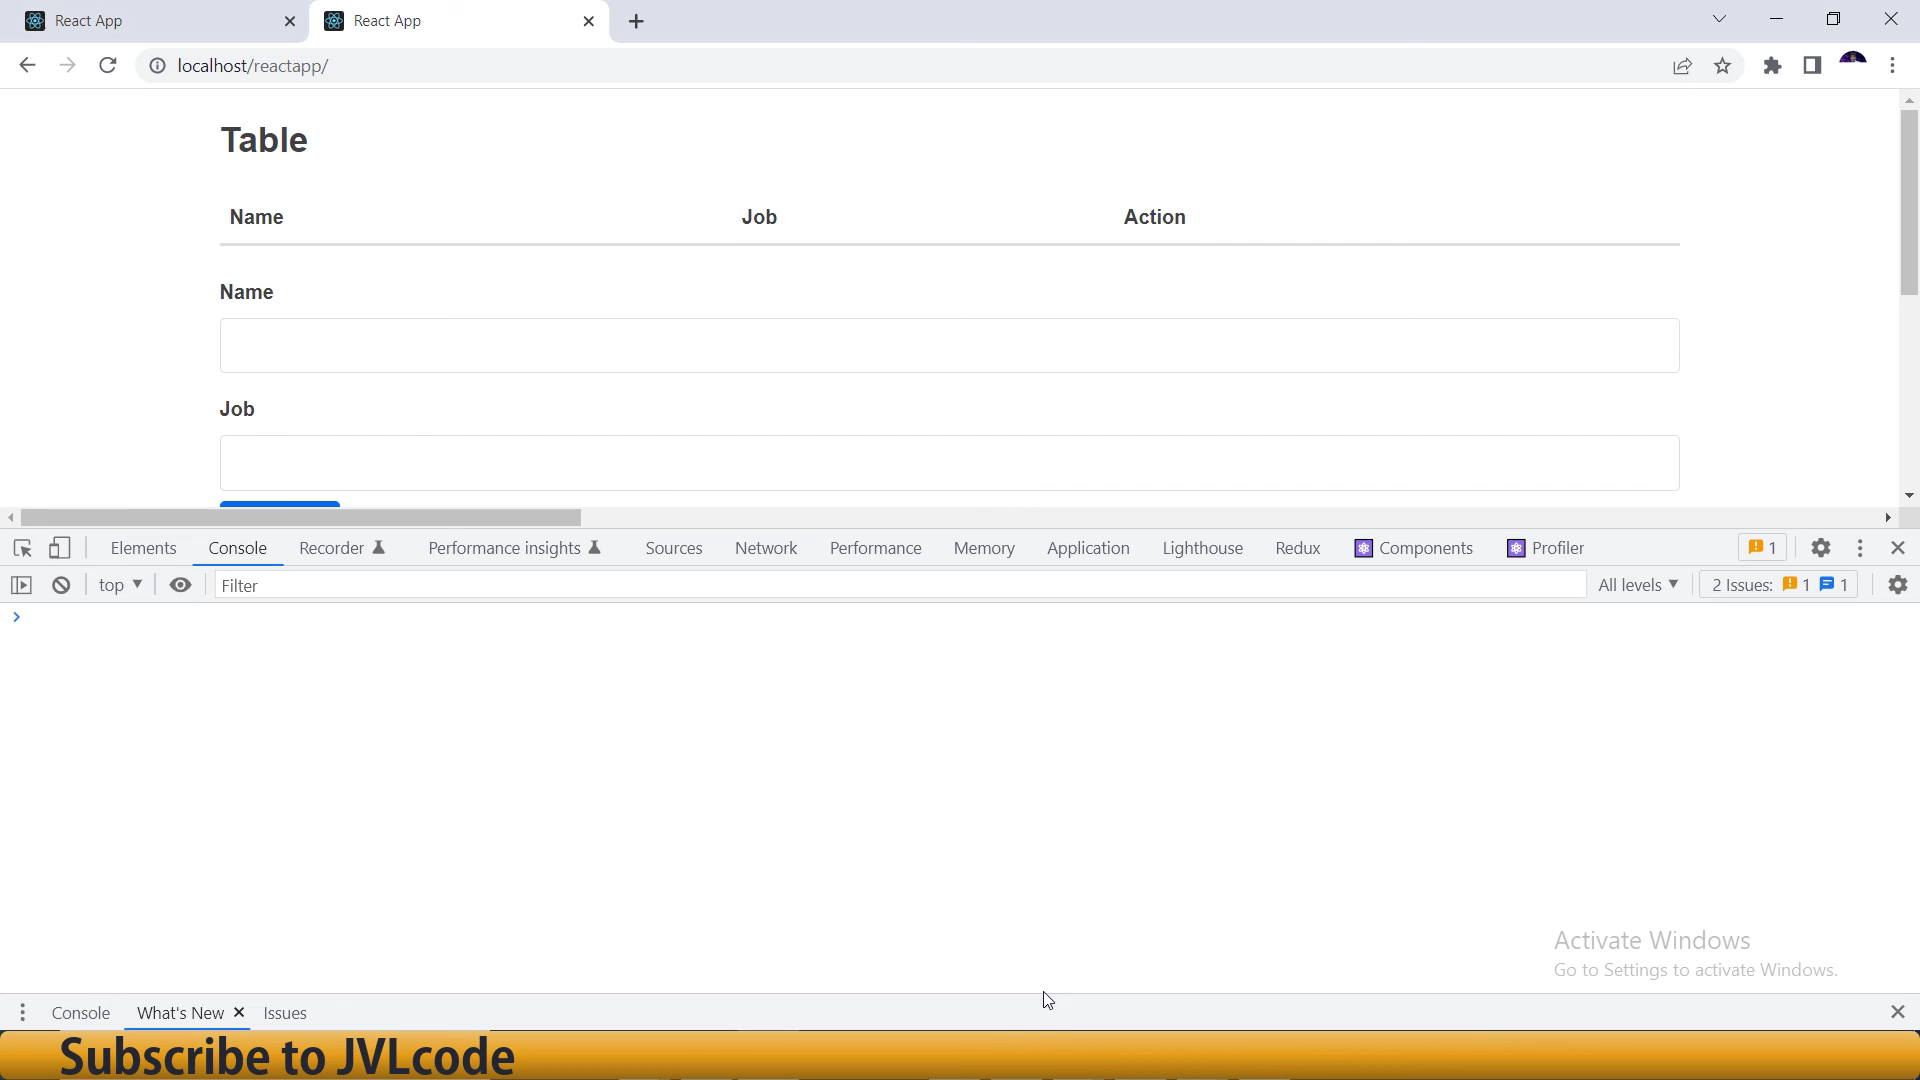 React App
React App
localhost/reactapp/
Table
Name Job Action
Name
Job
Elements Console Recorder Performance insights Sources Network Performance Memory Application Lighthouse Redux Components Profiler 1
top Filter All levels 2 Issues: 1 1
Activate Windows
Go to Settings to activate Windows.
Console What's New Issues
Subscribe to JVLcode